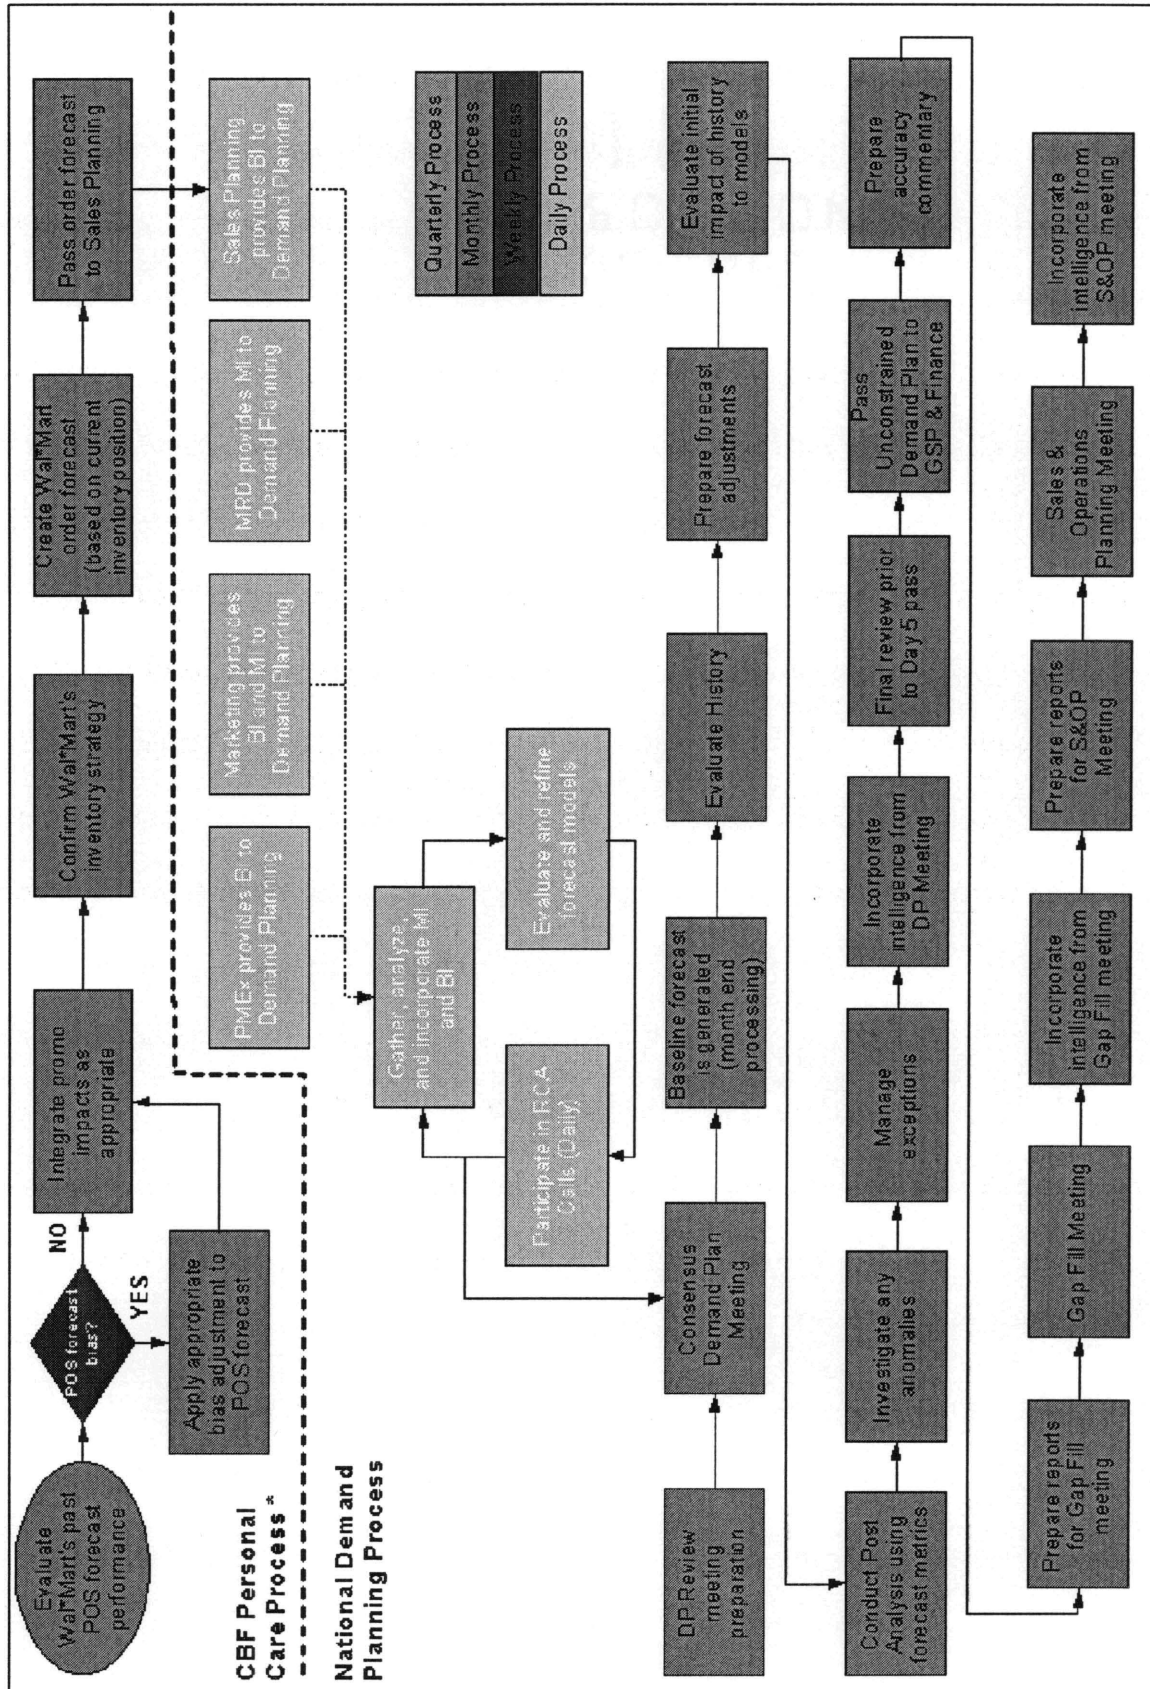 Evaluate
Wal*Mart's past
POS forecast
performance
POS forecast
bias?
NO
YES
Apply appropriate
bias adjustment to
POS forecast
Integrate promo
impacts as
appropriate
Confirm Wal*Mart's
inventory strategy
Create Wal*Mart
order forecast
(based on current
inventory position)
Pass order forecast
to Sales Planning
CBF Personal
Care Process *
National Demand
Planning Process
PMEx provides BI to
Demand Planning
Marketing provides
BI and MI to
Demand Planning
MRD provides MI to
Demand Planning
Sales Planning
provides BI to
Demand Planning
Gather, analyze,
and incorporate MI
and BI
Participate in RCA
Calls (Daily)
Evaluate and refine
forecast models
Quarterly Process
Monthly Process
Weekly Process
Daily Process
DP Review
meeting
preparation
Consensus
Demand Plan
Meeting
Baseline forecast
is generated
(month end
processing)
Evaluate History
Prepare forecast
adjustments
Evaluate initial
impact of history
to models
Conduct Post
Analysis using
forecast metrics
Investigate any
anomalies
Manage
exceptions
Incorporate
intelligence from
DP Meeting
Final review prior
to Day 5 pass
Pass
Unconstrained
Demand Plan to
GSP & Finance
Prepare
accuracy
commentary
Prepare reports
for Gap Fill
meeting
Gap Fill Meeting
Incorporate
intelligence from
Gap Fill meeting
Prepare reports
for S&OP
Meeting
Sales &
Operations
Planning Meeting
Incorporate
intelligence from
S&OP meeting